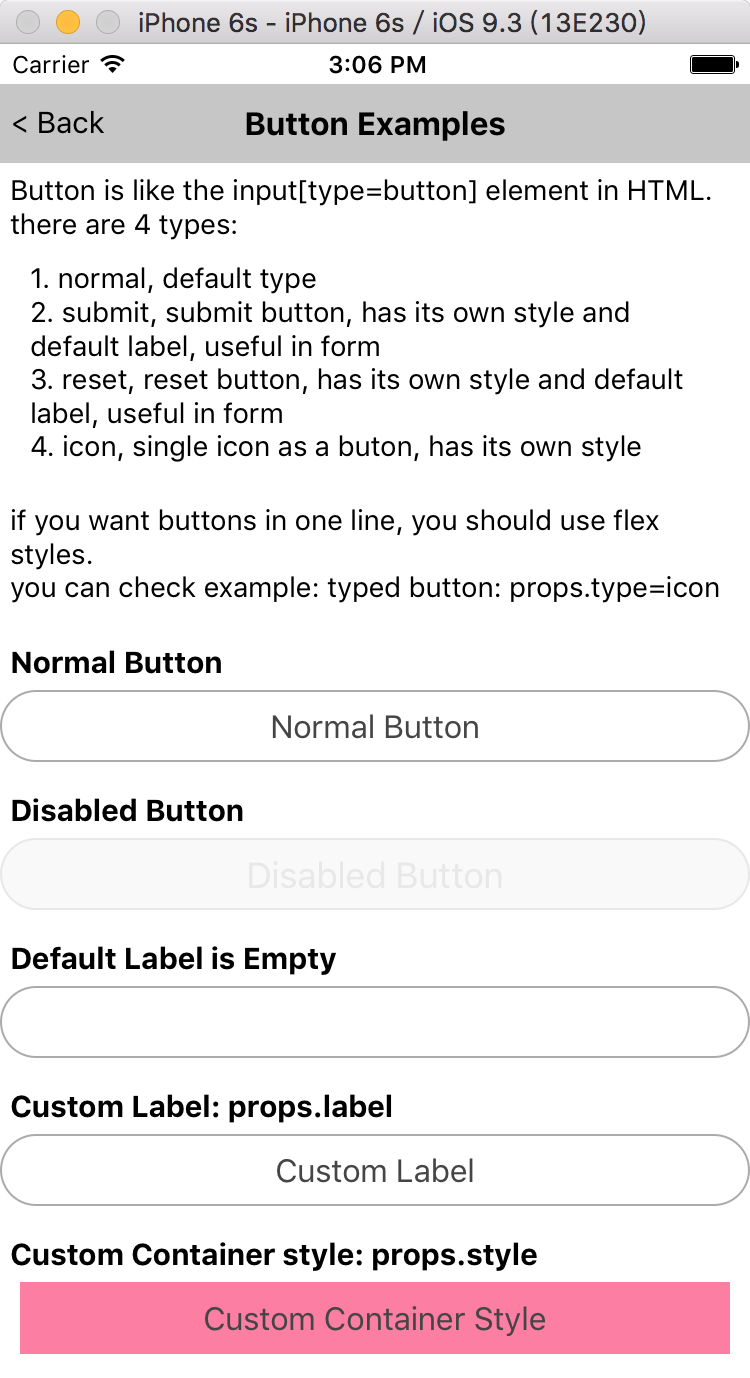 iPhone 6s - iPhone 6s / iOS 9.3 (13E230)
Carrier 3:06 PM
< Back Button Examples
Button is like the input[type=button] element in HTML.
there are 4 types:
1. normal, default type
2. submit, submit button, has its own style and
default label, useful in form
3. reset, reset button, has its own style and default
label, useful in form
4. icon, single icon as a buton, has its own style
if you want buttons in one line, you should use flex
styles.
you can check example: typed button: props.type=icon
Normal Button
Normal Button
Disabled Button
Disabled Button
Default Label is Empty
Custom Label: props.label
Custom Label
Custom Container style: props.style
Custom Container Style